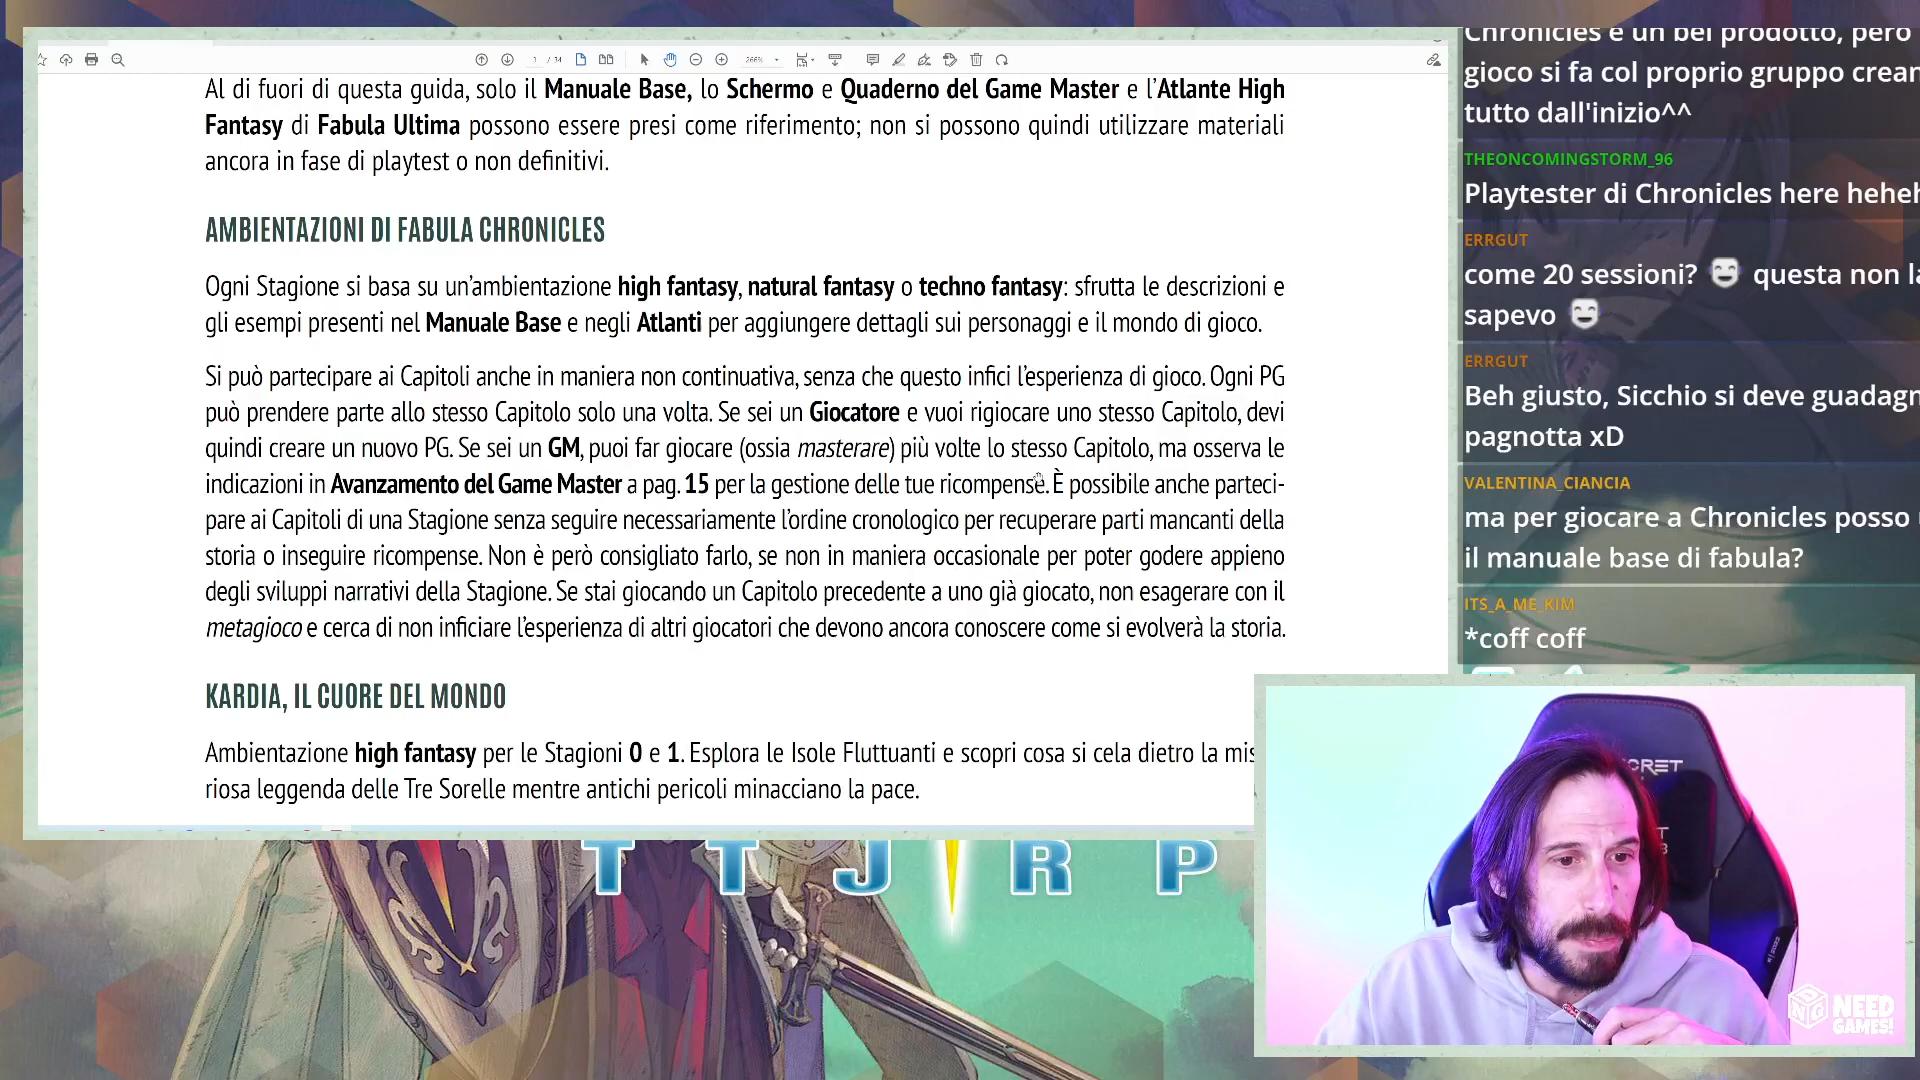 1 / 34
266%
Al di fuori di questa guida, solo il Manuale Base, lo Schermo e Quaderno del Game Master e l'Atlante High
Fantasy di Fabula Ultima possono essere presi come riferimento; non si possono quindi utilizzare materiali
ancora in fase di playtest o non definitivi.
AMBIENTAZIONI DI FABULA CHRONICLES
Ogni Stagione si basa su un'ambientazione high fantasy, natural fantasy o techno fantasy: sfrutta le descrizioni e
gli esempi presenti nel Manuale Base e negli Atlanti per aggiungere dettagli sui personaggi e il mondo di gioco.
Si può partecipare ai Capitoli anche in maniera non continuativa, senza che questo infici l'esperienza di gioco. Ogni PG
può prendere parte allo stesso Capitolo solo una volta. Se sei un Giocatore e vuoi rigiocare uno stesso Capitolo, devi
quindi creare un nuovo PG. Se sei un GM, puoi far giocare (ossia masterare) più volte lo stesso Capitolo, ma osserva le
indicazioni in Avanzamento del Game Master a pag. 15 per la gestione delle tue ricompense. È possibile anche parteci-
pare ai Capitoli di una Stagione senza seguire necessariamente l'ordine cronologico per recuperare parti mancanti della
storia o inseguire ricompense. Non è però consigliato farlo, se non in maniera occasionale per poter godere appieno
degli sviluppi narrativi della Stagione. Se stai giocando un Capitolo precedente a uno già giocato, non esagerare con il
metagioco e cerca di non inficiare l'esperienza di altri giocatori che devono ancora conoscere come si evolverà la storia.
KARDIA, IL CUORE DEL MONDO
Ambientazione high fantasy per le Stagioni 0 e 1. Esplora le Isole Fluttuanti e scopri cosa si cela dietro la mis
riosa leggenda delle Tre Sorelle mentre antichi pericoli minacciano la pace.
T T J R P
Chronicles è un bel prodotto, però
gioco si fa col proprio gruppo crean
tutto dall'inizio^^
THEONCOMINGSTORM_96
Playtester di Chronicles here heheh
ERRGUT
come 20 sessioni? questa non la
sapevo
ERRGUT
Beh giusto, Sicchio si deve guadagn
pagnotta xD
VALENTINA_CIANCIA
ma per giocare a Chronicles posso
il manuale base di fabula?
ITS_A_ME_KIM
*coff coff
NEED
GAMES!